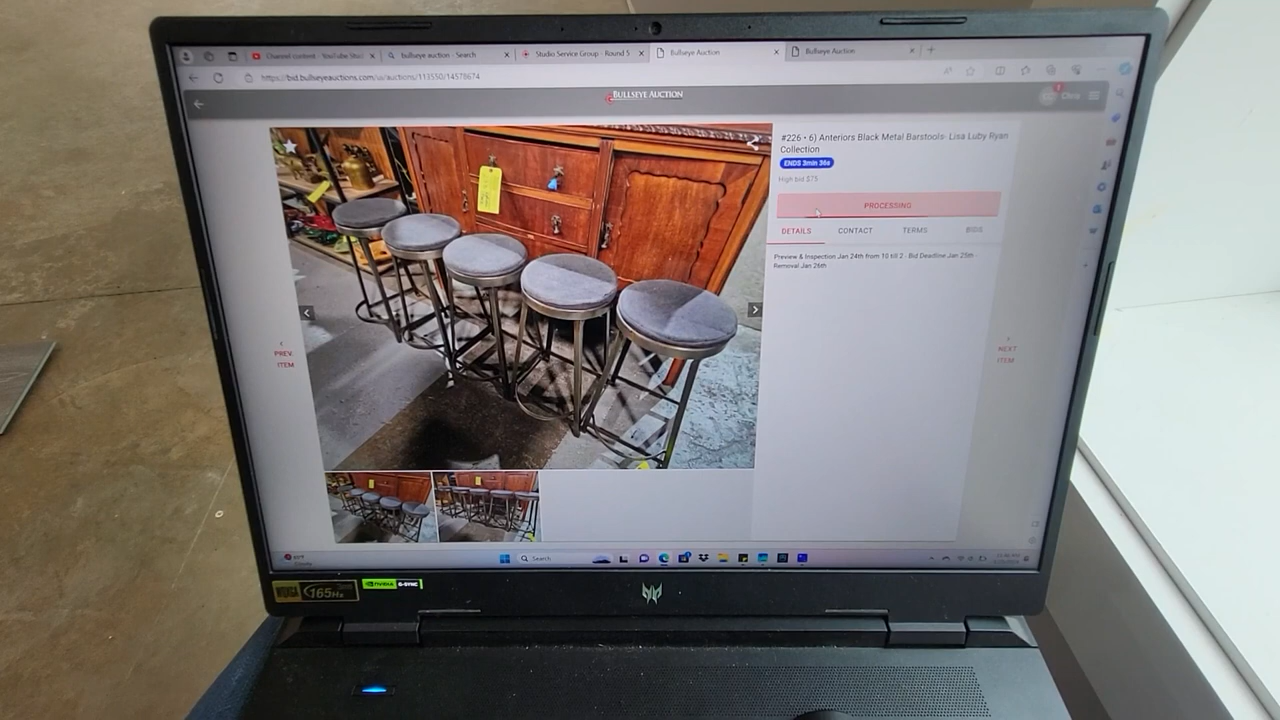 Channel content - YouTube Stud
bullseye auction - Search
Studio Service Group - Round 5
Bullseye Auction
Bullseye Auction
https://bid.bullseyeauctions.com/ui/auctions/113550/14578674
BULLSEYE AUCTION
#226 • 6) Anteriors Black Metal Barstools- Lisa Luby Ryan
Collection
ENDS 3min 36s
High bid $75
PROCESSING
DETAILS
CONTACT
TERMS
BIDS
Preview & Inspection Jan 24th from 10 till 2 - Bid Deadline Jan 25th -
Removal Jan 26th
PREV.
ITEM
NEXT
ITEM
Cloudy
Search
WQGA
165Hz
NVIDIA
G-SYNC